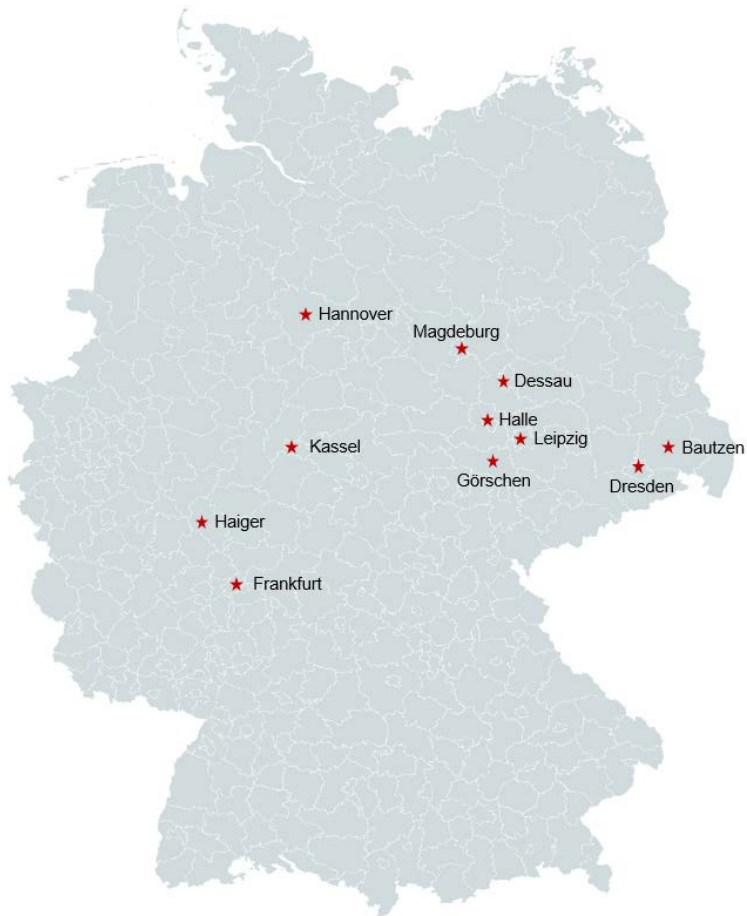 Hannover
Magdeburg
Dessau
Halle
Leipzig
Kassel
Bautzen
Görschen
Dresden
Haiger
Frankfurt